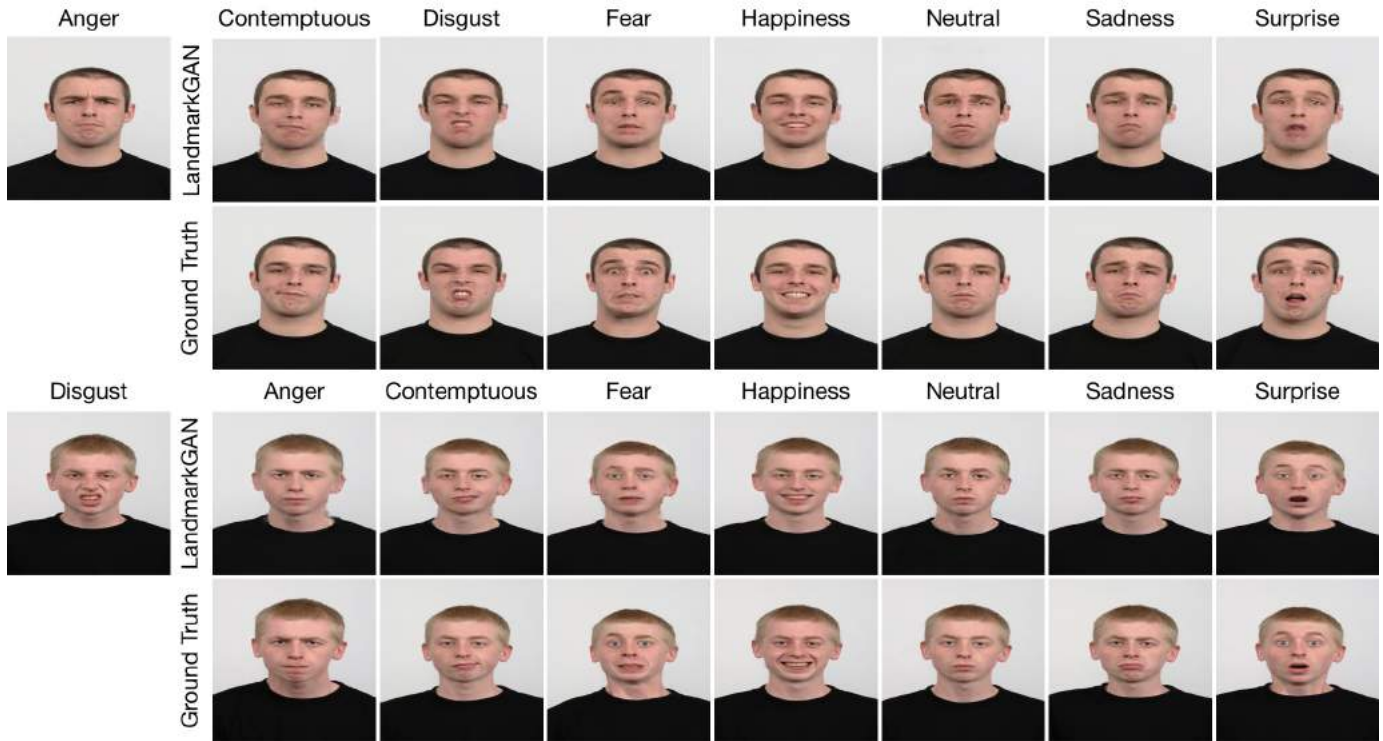 Anger Contemptuous Disgust Fear Happiness Neutral Sadness Surprise
LandmarkGAN
Ground Truth
Disgust Anger Contemptuous Fear Happiness Neutral Sadness Surprise
LandmarkGAN
Ground Truth